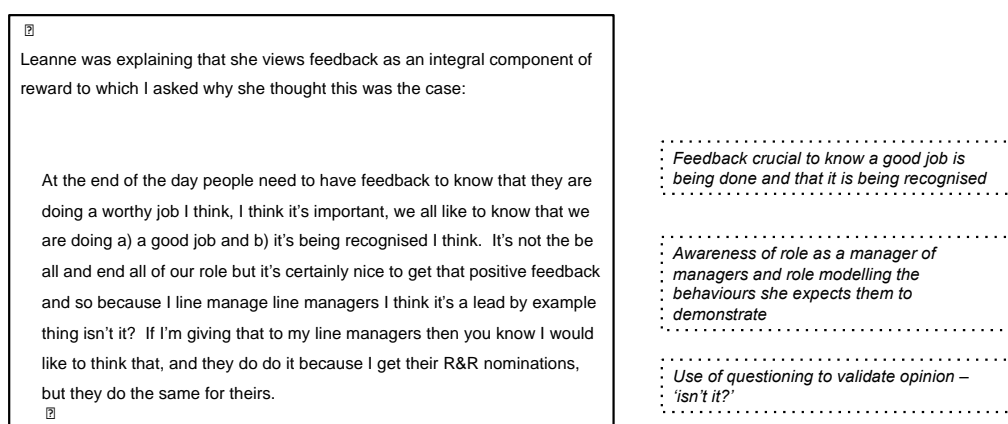 Leanne was explaining that she views feedback as an integral component of
reward to which I asked why she thought this was the case:
At the end of the day people need to have feedback to know that they are
doing a worthy job I think, I think it’s important, we all like to know that we
are doing a) a good job and b) it’s being recognised I think.  It’s not the be
all and end all of our role but it’s certainly nice to get that positive feedback
and so because I line manage line managers I think it’s a lead by example
thing isn’t it?  If I’m giving that to my line managers then you know I would
like to think that, and they do do it because I get their R&R nominations,
but they do the same for theirs.
Feedback crucial to know a good job is
being done and that it is being recognised
Awareness of role as a manager of
managers and role modelling the
behaviours she expects them to
demonstrate
Use of questioning to validate opinion –
‘isn’t it?’